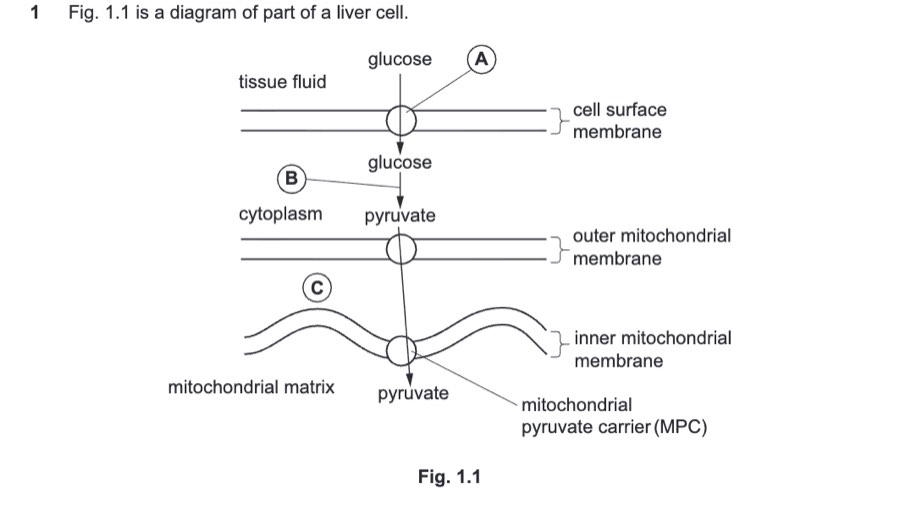 1 Fig. 1.1 is a diagram of part of a liver cell.
glucose
A
tissue fluid
cell surface
membrane
glucose
B
cytoplasm
pyruvate
outer mitochondrial
membrane
C
inner mitochondrial
membrane
mitochondrial matrix
pyruvate
mitochondrial
pyruvate carrier (MPC)
Fig. 1.1